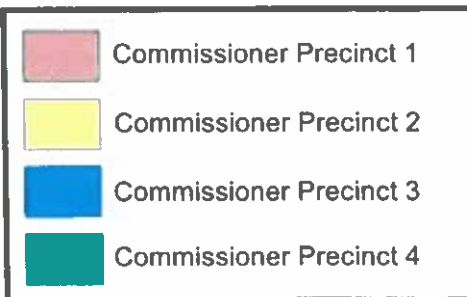 Commissioner Precinct 1
Commissioner Precinct 2
Commissioner Precinct 3
Commissioner Precinct 4